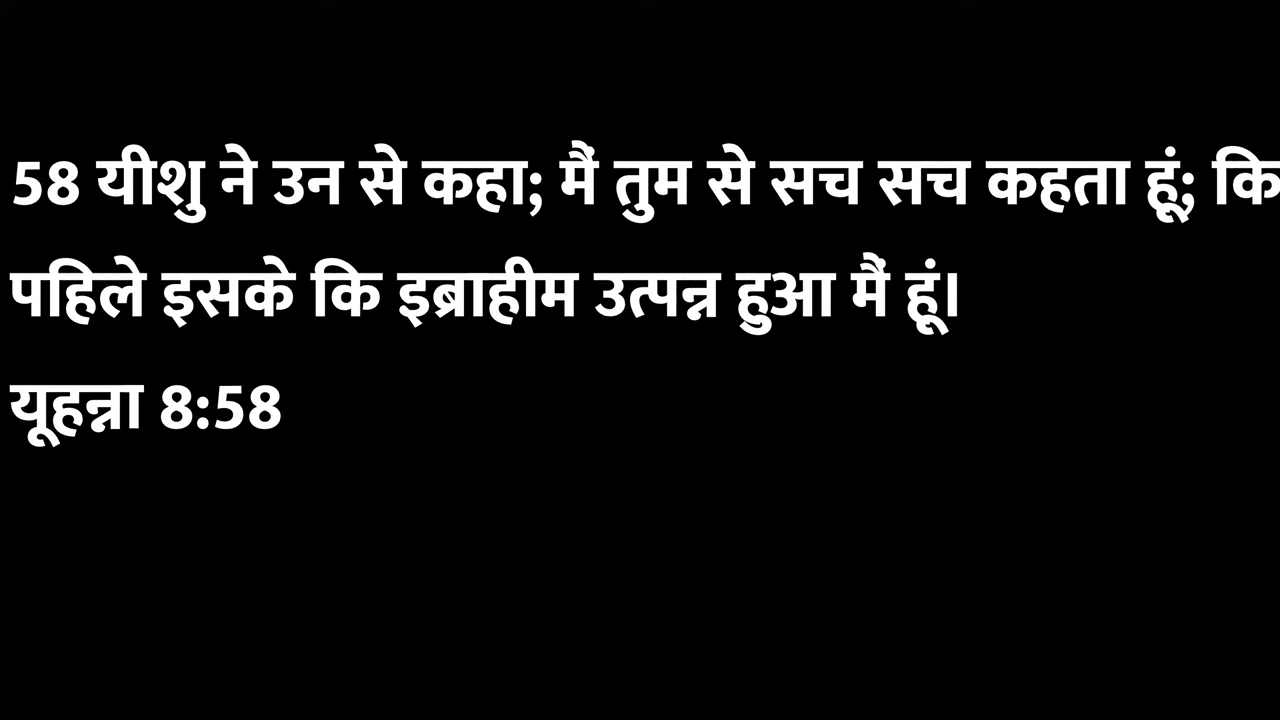 58 यीशु ने उन से कहा; मैं तुम से सच सच कहता हूं; कि
पहिले इसके कि इब्राहीम उत्पन्न हुआ मैं हूं।
यूहन्ना 8:58